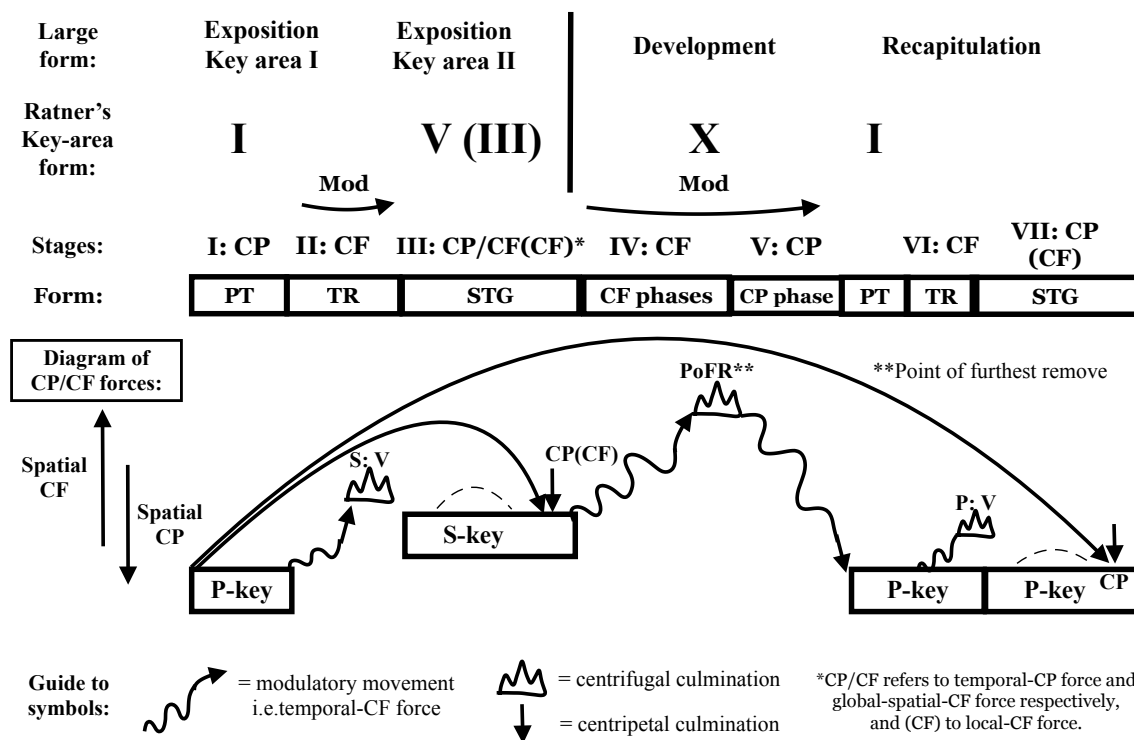 Large
form:
Exposition
Key area I
Exposition
Key area II
Development
Recapitulation
Ratner's
Key-area
form:
I
V (III)
X
I
Mod
Mod
Stages:
I: CP
II: CF
III: CP/CF(CF)*
IV: CF
V: CP
VI: CF
VII: CP
(CF)
Form:
PT
TR
STG
CF phases
CP phase
PT
TR
STG
Diagram of
CP/CF forces:
PoFR**
**Point of furthest remove
Spatial
CF
Spatial
CP
S: V
CP(CF)
S-key
P: V
P-key
P-key
P-key
CP
Guide to
symbols:
= modulatory movement
i.e.temporal-CF force
= centrifugal culmination
= centripetal culmination
*CP/CF refers to temporal-CP force and
global-spatial-CF force respectively,
and (CF) to local-CF force.